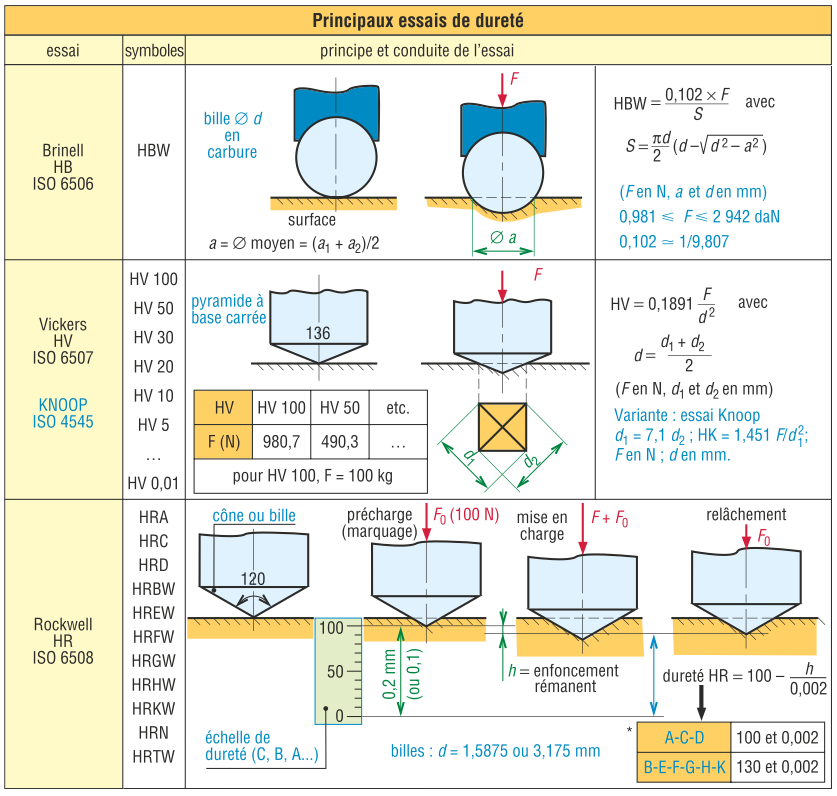 Principaux essais de dureté
essai
symboles
principe et conduite de l'essai
Brinell
HB
ISO 6506
HBW
bille ∅ d
en
carbure
F
surface
a = ∅ moyen = (a₁ + a₂)/2
∅ a
HBW = 0,102 × F / S avec
S = πd/2 (d−√d² − a²)
(F en N, a et d en mm)
0,981 ≤ F ≤ 2 942 daN
0,102 ≃ 1/9,807
Vickers
HV
ISO 6507
KNOOP
ISO 4545
HV 100
HV 50
HV 30
HV 20
HV 10
HV 5
...
HV 0,01
pyramide à
base carrée
136
F
HV HV 100 HV 50 etc.
F (N) 980,7 490,3 ...
pour HV 100, F = 100 kg
d₁
d₂
HV = 0,1891 F/d² avec
d = d₁ + d₂ / 2
(F en N, d₁ et d₂ en mm)
Variante : essai Knoop
d₁ = 7,1 d₂ ; HK = 1,451 F/d₁²;
F en N ; d en mm.
Rockwell
HR
ISO 6508
HRA
HRC
HRD
HRBW
HREW
HRFW
HRGW
HRHW
HRKW
HRN
HRTW
cône ou bille
120
précharge
(marquage)
F₀ (100 N)
mise en
charge
F + F₀
relâchement
F₀
100
50
0
0,2 mm
(ou 0,1)
h = enfoncement
rémanent
dureté HR = 100 − h/0,002
échelle de
dureté (C, B, A...)
billes : d = 1,5875 ou 3,175 mm
*
A-C-D 100 et 0,002
B-E-F-G-H-K 130 et 0,002